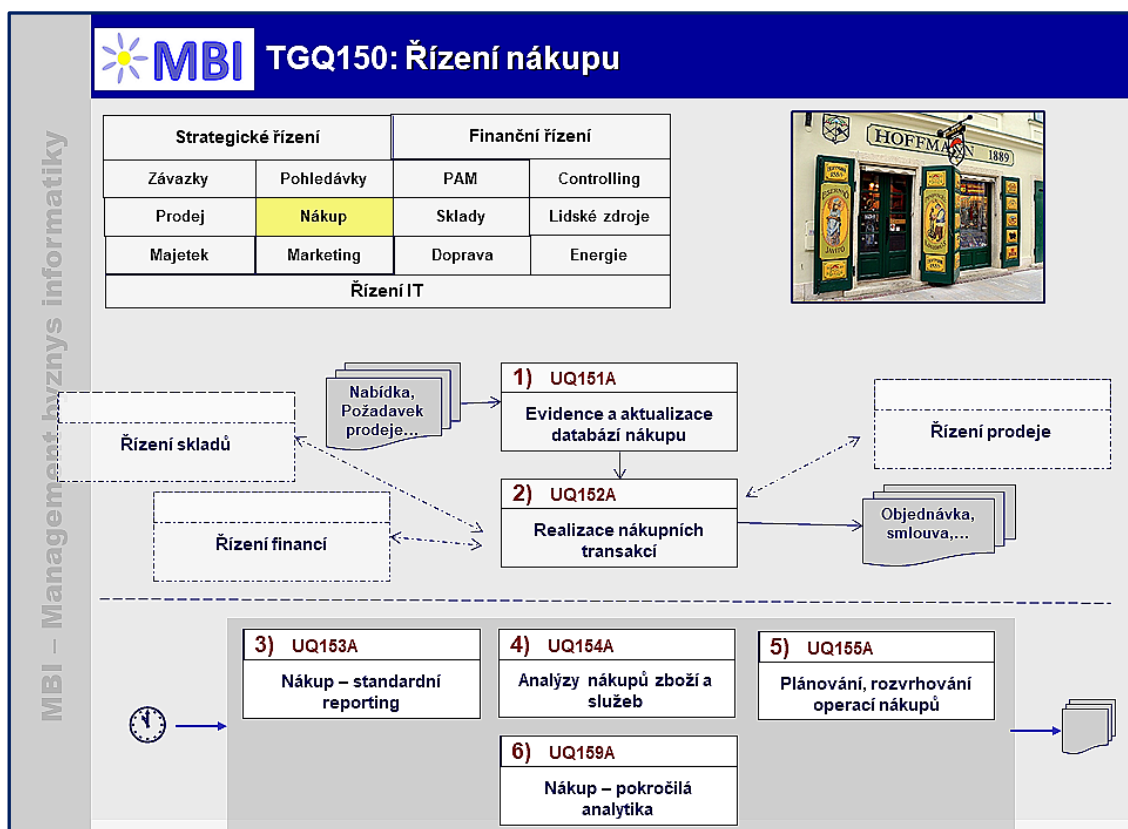 MBI
TGQ150: Řízení nákupu
MBI – Management byznys informatiky
Strategické řízení
Finanční řízení
Závazky
Pohledávky
PAM
Controlling
Prodej
Nákup
Sklady
Lidské zdroje
Majetek
Marketing
Doprava
Energie
Řízení IT
HOFFMANN 1889
Nabídka,
Požadavek
prodeje…
1) UQ151A
Evidence a aktualizace
databází nákupu
Řízení skladů
Řízení prodeje
2) UQ152A
Realizace nákupních
transakcí
Řízení financí
Objednávka,
smlouva,…
3) UQ153A
Nákup – standardní
reporting
4) UQ154A
Analýzy nákupů zboží a
služeb
5) UQ155A
Plánování, rozvrhování
operací nákupů
6) UQ159A
Nákup – pokročilá
analytika